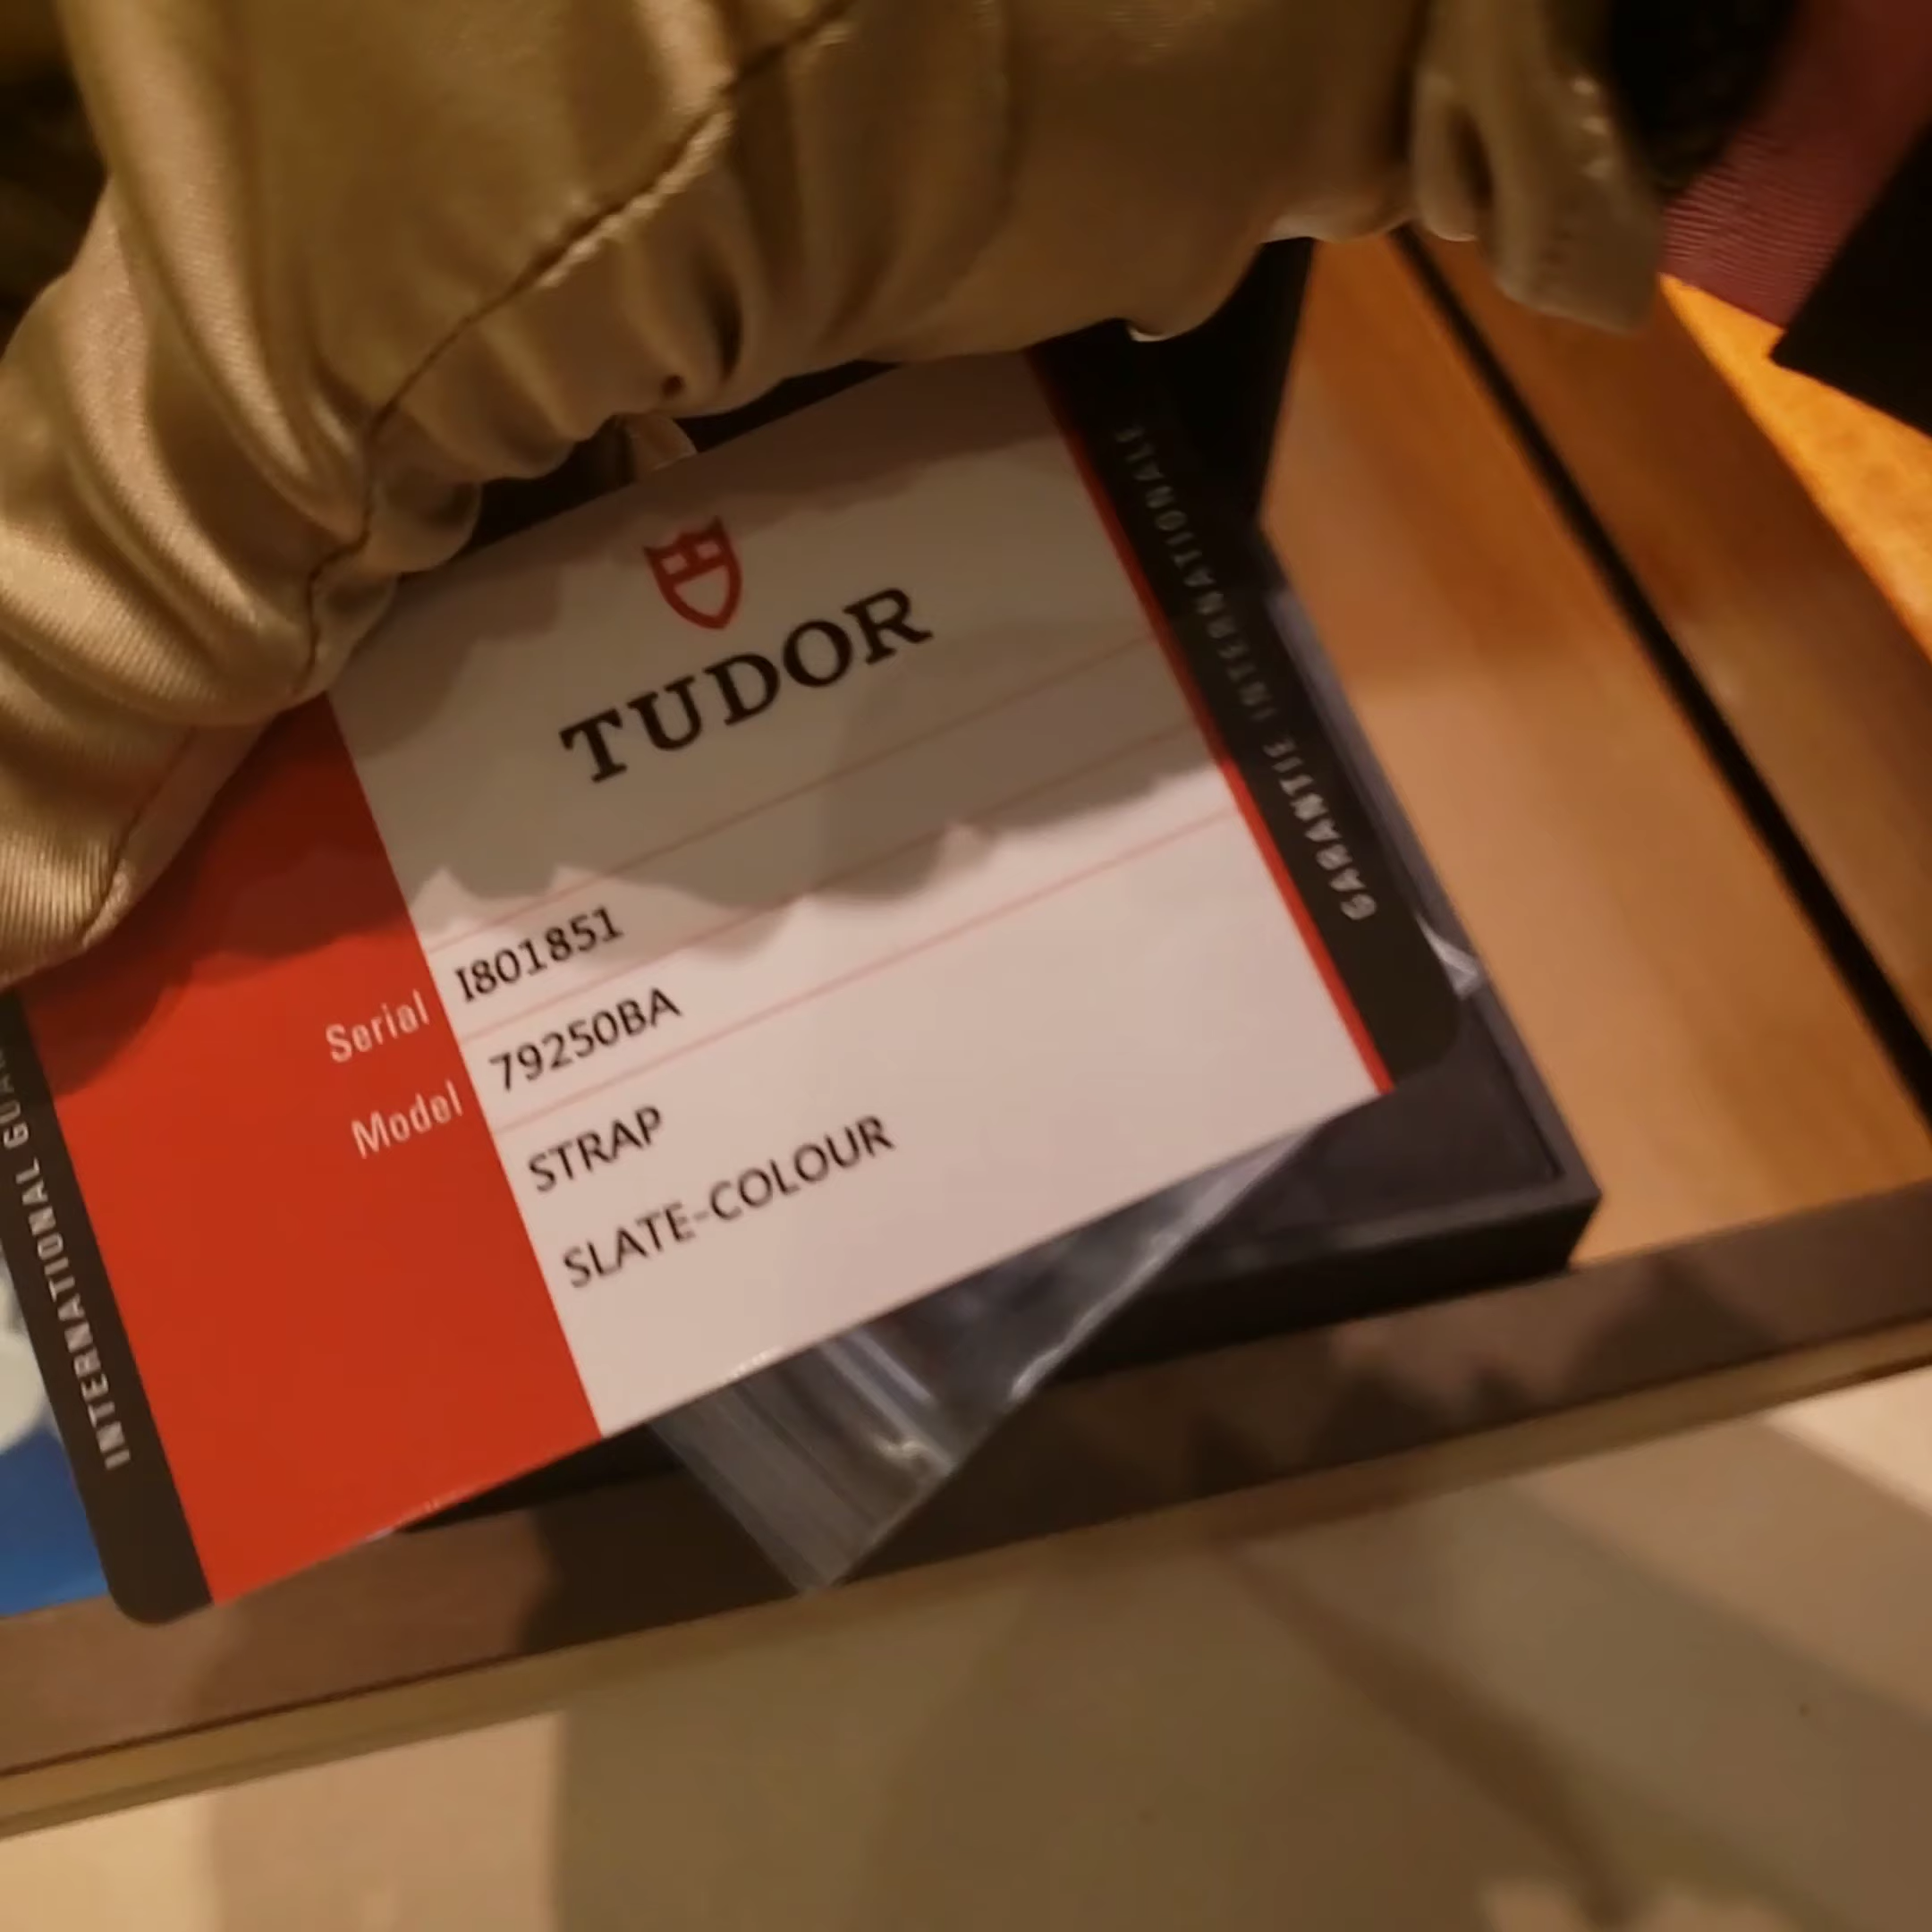 TUDOR
Serial I801851
Model 79250BA
STRAP
SLATE-COLOUR
INTERNATIONAL
GARANTIE INTERNATIONALE